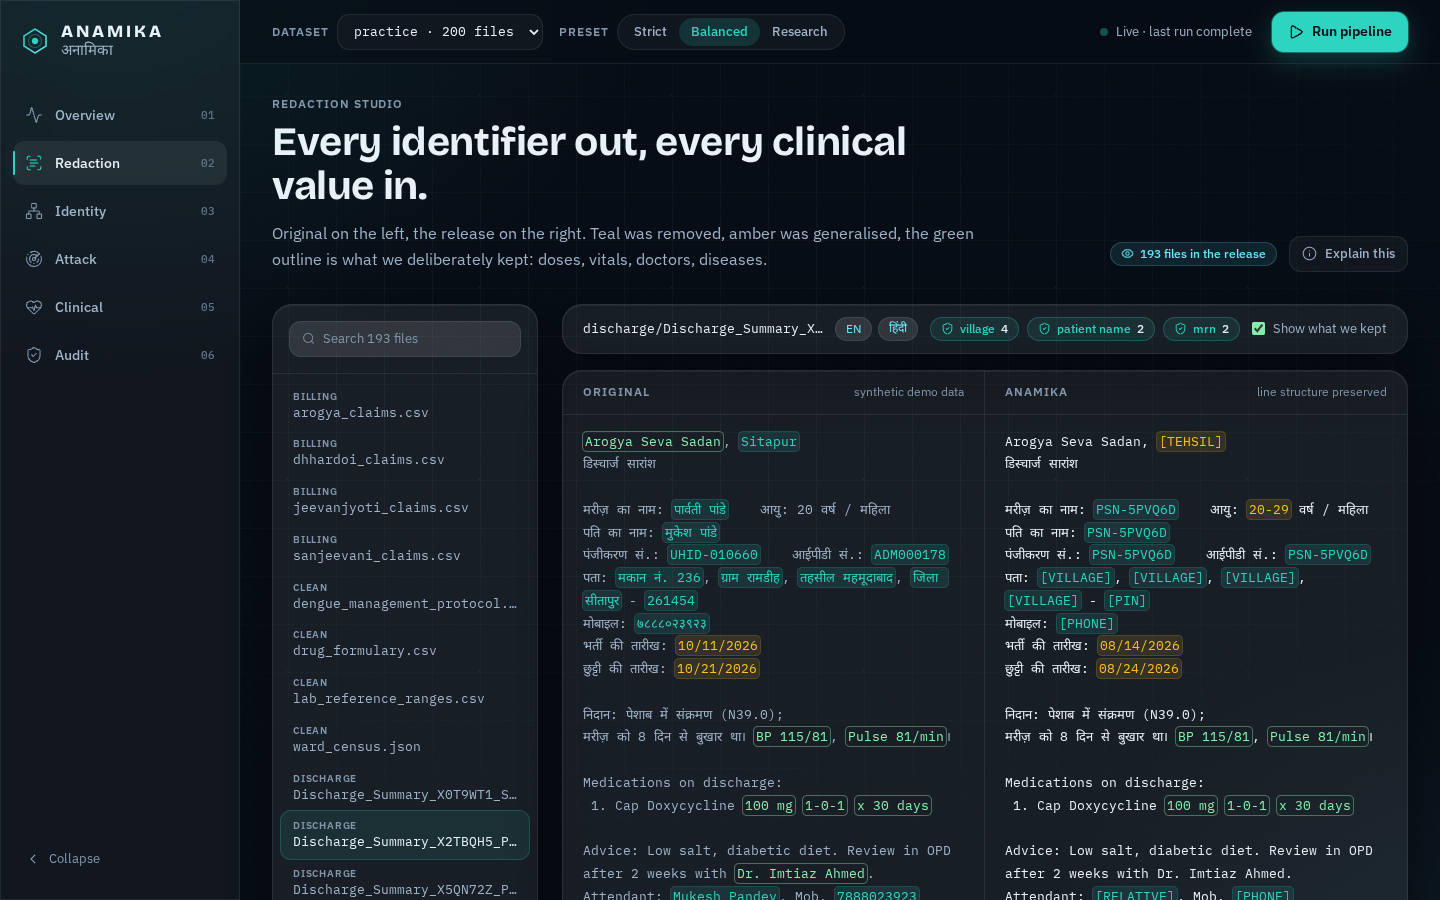 ANAMIKA
अनामिका
DATASET practice · 200 files PRESET Strict Balanced Research
Live · last run complete Run pipeline
Overview 01
Redaction 02
Identity 03
Attack 04
Clinical 05
Audit 06
Collapse
REDACTION STUDIO
Every identifier out, every clinical
value in.
Original on the left, the release on the right. Teal was removed, amber was generalised, the green
outline is what we deliberately kept: doses, vitals, doctors, diseases.
193 files in the release Explain this
Search 193 files
BILLING
arogya_claims.csv
BILLING
dhhardoi_claims.csv
BILLING
jeevanjyoti_claims.csv
BILLING
sanjeevani_claims.csv
CLEAN
dengue_management_protocol.…
CLEAN
drug_formulary.csv
CLEAN
lab_reference_ranges.csv
CLEAN
ward_census.json
DISCHARGE
Discharge_Summary_X0T9WT1_S…
DISCHARGE
Discharge_Summary_X2TBQH5_P…
DISCHARGE
Discharge_Summary_X5QN72Z_P…
discharge/Discharge_Summary_X… EN हिंदी village 4 patient name 2 mrn 2 Show what we kept
ORIGINAL synthetic demo data
Arogya Seva Sadan, Sitapur
डिस्चार्ज सारांश
मरीज़ का नाम: पार्वती पांडे आयु: 20 वर्ष / महिला
पति का नाम: मुकेश पांडे
पंजीकरण सं.: UHID-010660 आईपीडी सं.: ADM000178
पता: मकान नं. 236, ग्राम रामडीह, तहसील महमूदाबाद, जिला
सीतापुर - 261454
मोबाइल: ७८८८०२३९२३
भर्ती की तारीख: 10/11/2026
छुट्टी की तारीख: 10/21/2026
निदान: पेशाब में संक्रमण (N39.0);
मरीज़ को 8 दिन से बुखार था। BP 115/81, Pulse 81/min।
Medications on discharge:
1. Cap Doxycycline 100 mg 1-0-1 x 30 days
Advice: Low salt, diabetic diet. Review in OPD
after 2 weeks with Dr. Imtiaz Ahmed.
Attendant: Mukesh Pandey, Mob. 7888023923
ANAMIKA line structure preserved
Arogya Seva Sadan, [TEHSIL]
डिस्चार्ज सारांश
मरीज़ का नाम: PSN-5PVQ6D आयु: 20-29 वर्ष / महिला
पति का नाम: PSN-5PVQ6D
पंजीकरण सं.: PSN-5PVQ6D आईपीडी सं.: PSN-5PVQ6D
पता: [VILLAGE], [VILLAGE], [VILLAGE],
[VILLAGE] - [PIN]
मोबाइल: [PHONE]
भर्ती की तारीख: 08/14/2026
छुट्टी की तारीख: 08/24/2026
निदान: पेशाब में संक्रमण (N39.0);
मरीज़ को 8 दिन से बुखार था। BP 115/81, Pulse 81/min।
Medications on discharge:
1. Cap Doxycycline 100 mg 1-0-1 x 30 days
Advice: Low salt, diabetic diet. Review in OPD
after 2 weeks with Dr. Imtiaz Ahmed.
Attendant: [RELATIVE], Mob. [PHONE]